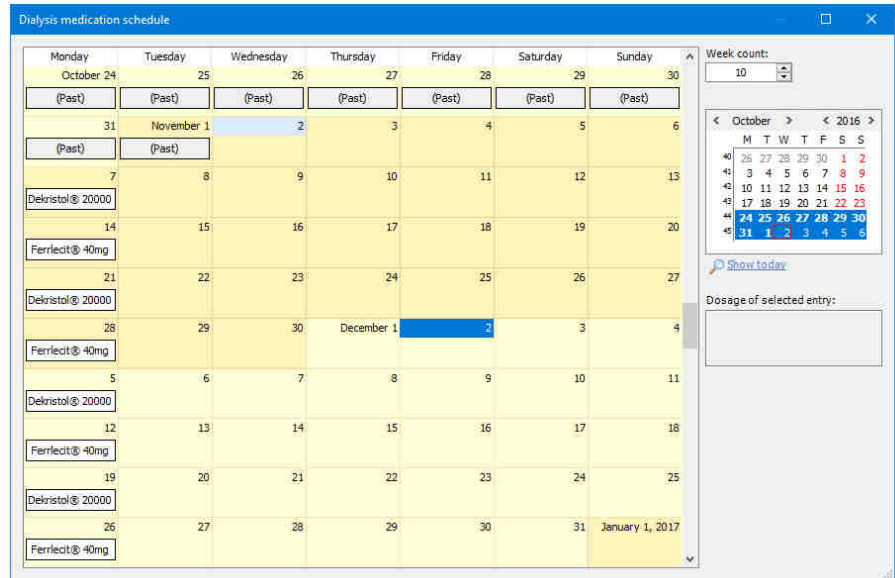 Dialysis medication schedule
Monday Tuesday Wednesday Thursday Friday Saturday Sunday
October 24 25 26 27 28 29 30
(Past) (Past) (Past) (Past) (Past) (Past) (Past)
31 November 1 2 3 4 5 6
(Past) (Past)
7 8 9 10 11 12 13
Dekristol® 20000
14 15 16 17 18 19 20
Ferrlecit® 40mg
21 22 23 24 25 26 27
Dekristol® 20000
28 29 30 December 1 2 3 4
Ferrlecit® 40mg
5 6 7 8 9 10 11
Dekristol® 20000
12 13 14 15 16 17 18
Ferrlecit® 40mg
19 20 21 22 23 24 25
Dekristol® 20000
26 27 28 29 30 31 January 1, 2017
Ferrlecit® 40mg
Week count:
10
< October > < 2016 >
M T W T F S S
40 26 27 28 29 30 1 2
41 3 4 5 6 7 8 9
42 10 11 12 13 14 15 16
43 17 18 19 20 21 22 23
44 24 25 26 27 28 29 30
45 31 1 2 3 4 5 6
Show today
Dosage of selected entry: